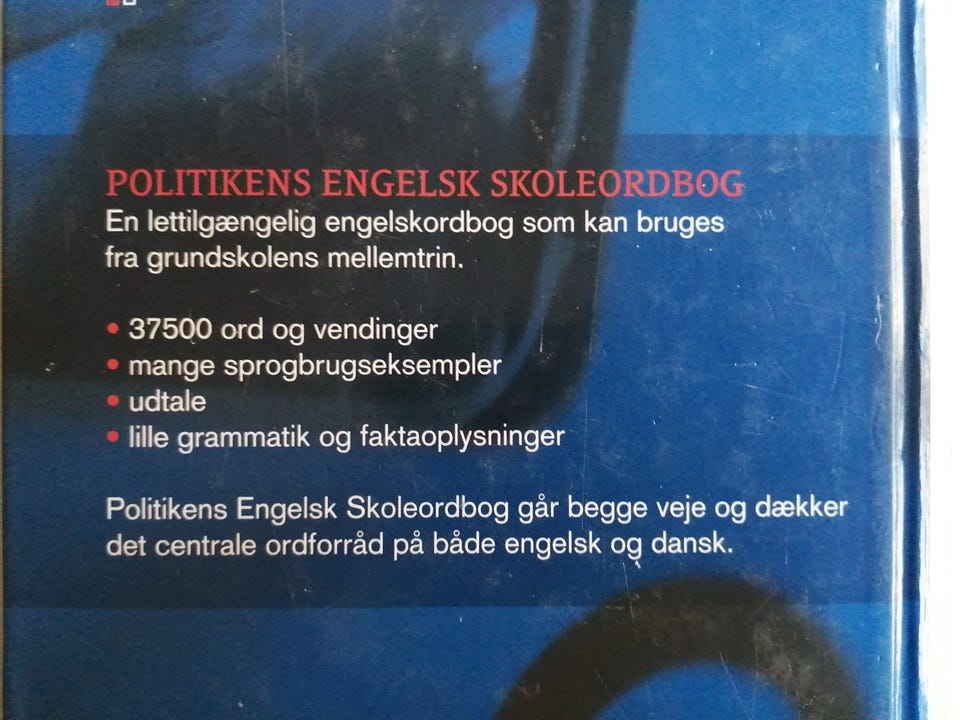 POLITIKENS ENGELSK SKOLEORDBOG
En lettilgængelig engelskordbog som kan bruges
fra grundskolens mellemtrin.
• 37500 ord og vendinger
• mange sprogbrugseksempler
• udtale
• lille grammatik og faktaoplysninger
Politikens Engelsk Skoleordbog går begge veje og dækker
det centrale ordforråd på både engelsk og dansk.